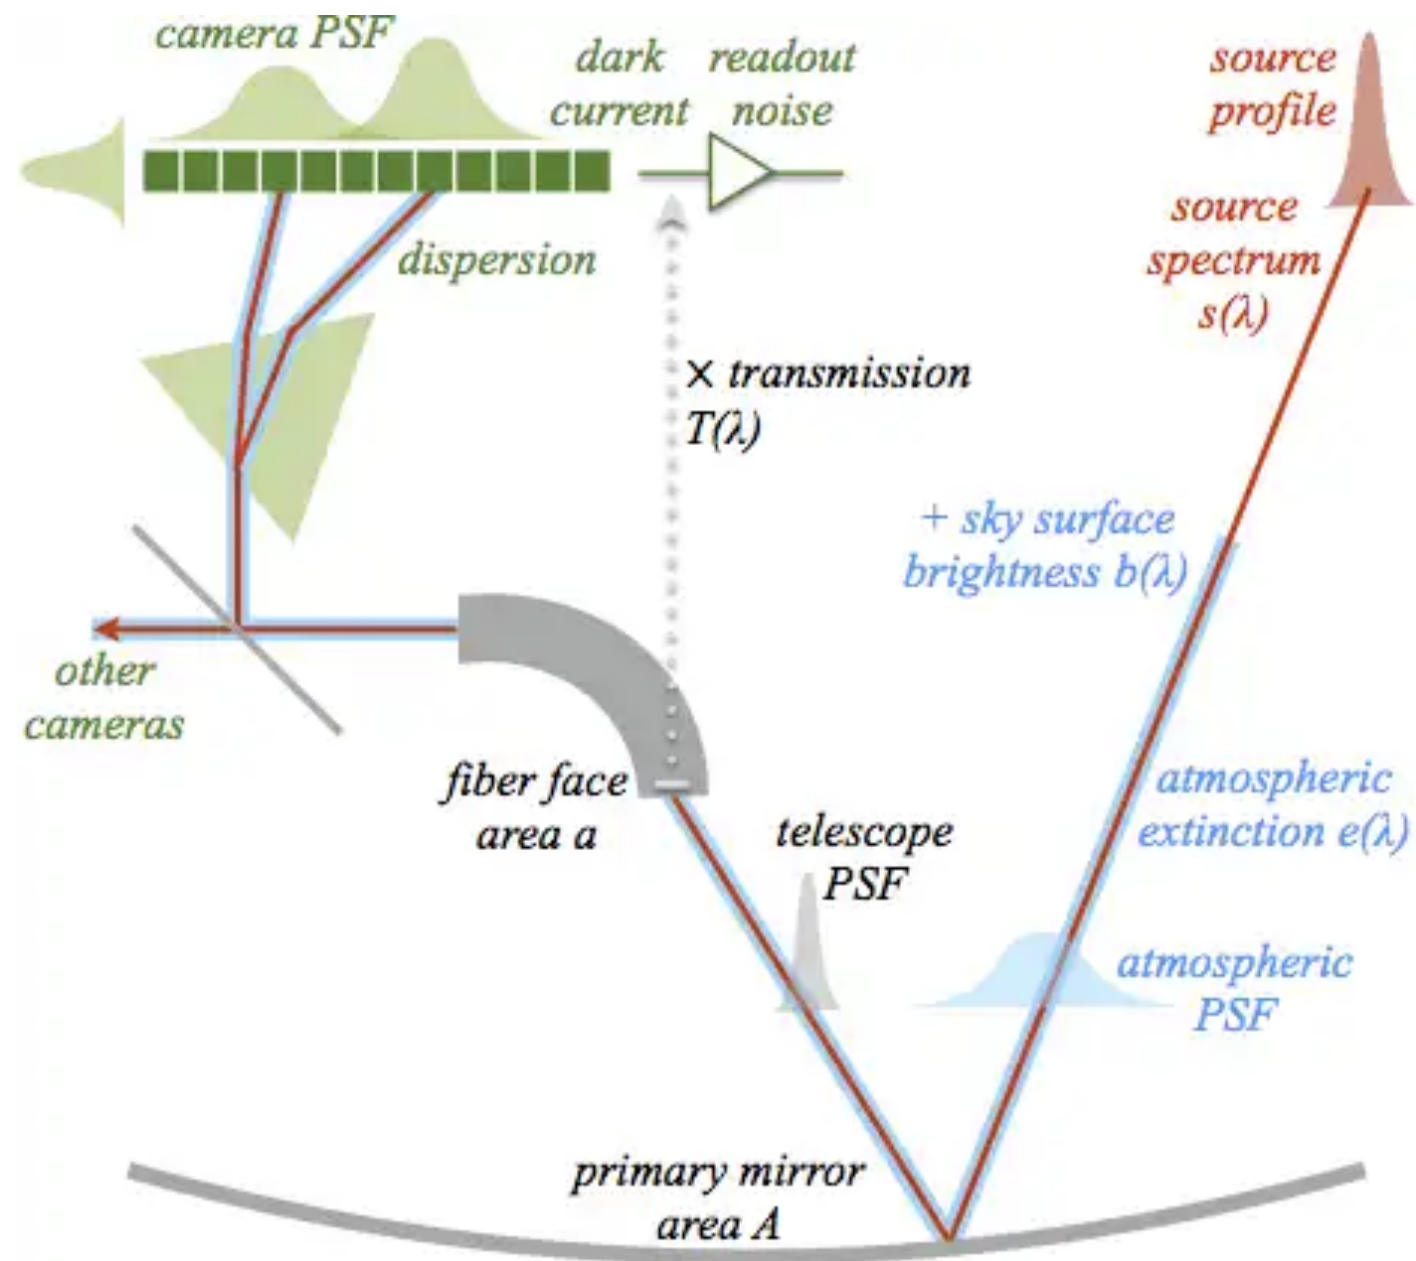 camera PSF
dark
current
readout
noise
source
profile
source
spectrum
s(λ)
dispersion
× transmission
T(λ)
+ sky surface
brightness b(λ)
other
cameras
fiber face
area a
telescope
PSF
atmospheric
extinction e(λ)
atmospheric
PSF
primary mirror
area A